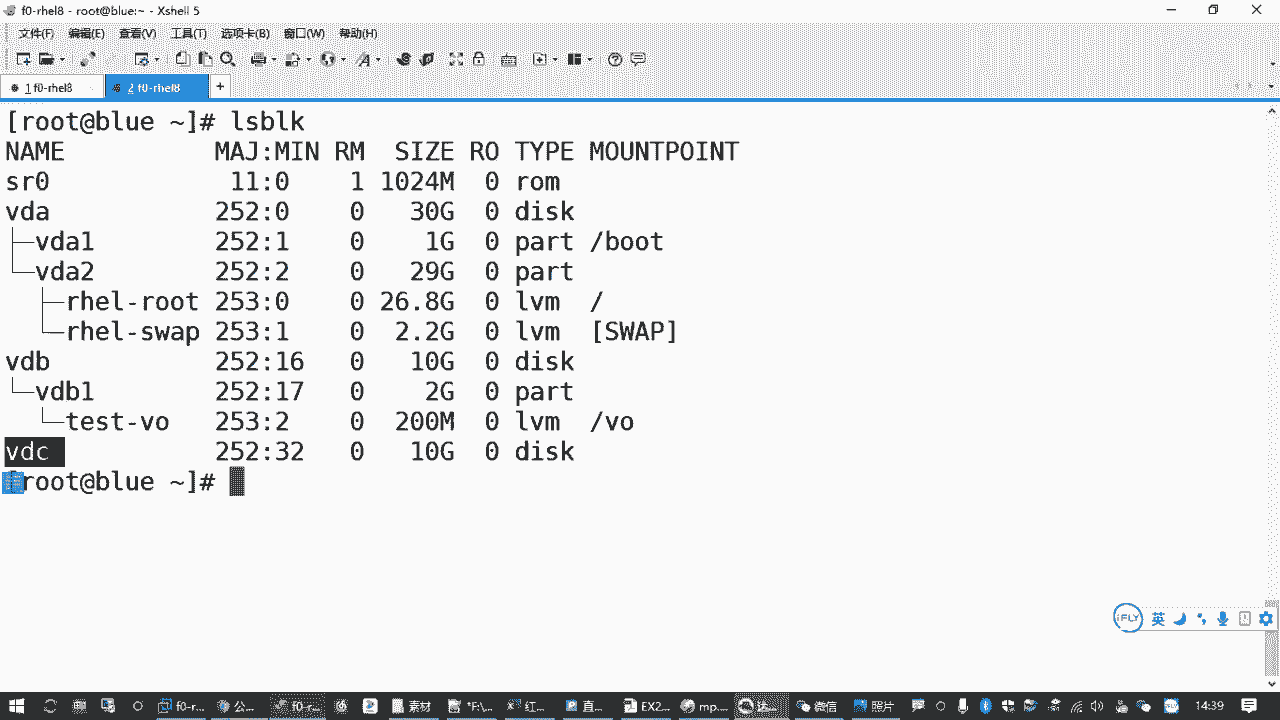 f0-rhel8 - root@blue:~ - Xshell 5
文件(F) 编辑(E) 查看(V) 工具(T) 选项卡(B) 窗口(W) 帮助(H)
1 f0-rhel8 2 f0-rhel8 +
[root@blue ~]# lsblk
NAME MAJ:MIN RM SIZE RO TYPE MOUNTPOINT
sr0 11:0 1 1024M 0 rom
vda 252:0 0 30G 0 disk
├─vda1 252:1 0 1G 0 part /boot
└─vda2 252:2 0 29G 0 part
├─rhel-root 253:0 0 26.8G 0 lvm /
└─rhel-swap 253:1 0 2.2G 0 lvm [SWAP]
vdb 252:16 0 10G 0 disk
└─vdb1 252:17 0 2G 0 part
└─test-vo 253:2 0 200M 0 lvm /vo
vdc 252:32 0 10G 0 disk
root@blue ~]#
iFLY 英
f0-r... 公... f0-r... 素材 *F:\... 红... 直... EX2... mp... 微信 照片 14:39